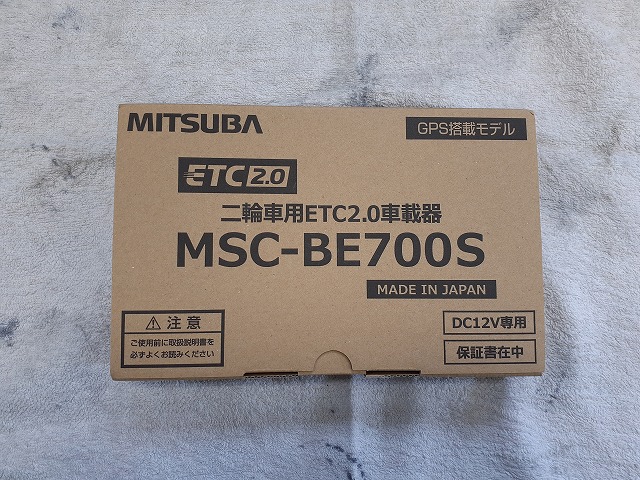 MITSUBA
GPS搭載モデル
ETC2.0
二輪車用ETC2.0車載器
MSC-BE700S
MADE IN JAPAN
⚠注意
ご使用前に取扱説明書を
必ずよくお読みください
DC12V専用
保証書在中